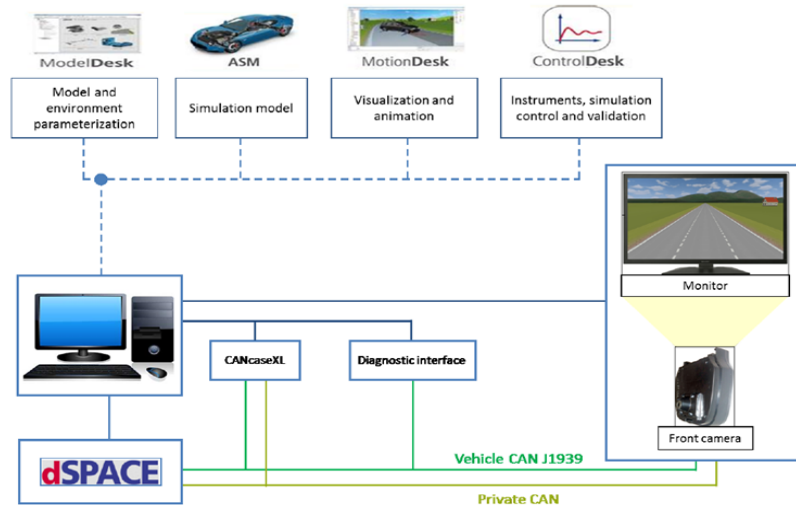 ModelDesk
ASM
MotionDesk
ControlDesk
Model and
environment
parameterization
Simulation model
Visualization and
animation
Instruments, simulation
control and validation
Monitor
CANcaseXL
Diagnostic interface
Front camera
Vehicle CAN J1939
dSPACE
Private CAN